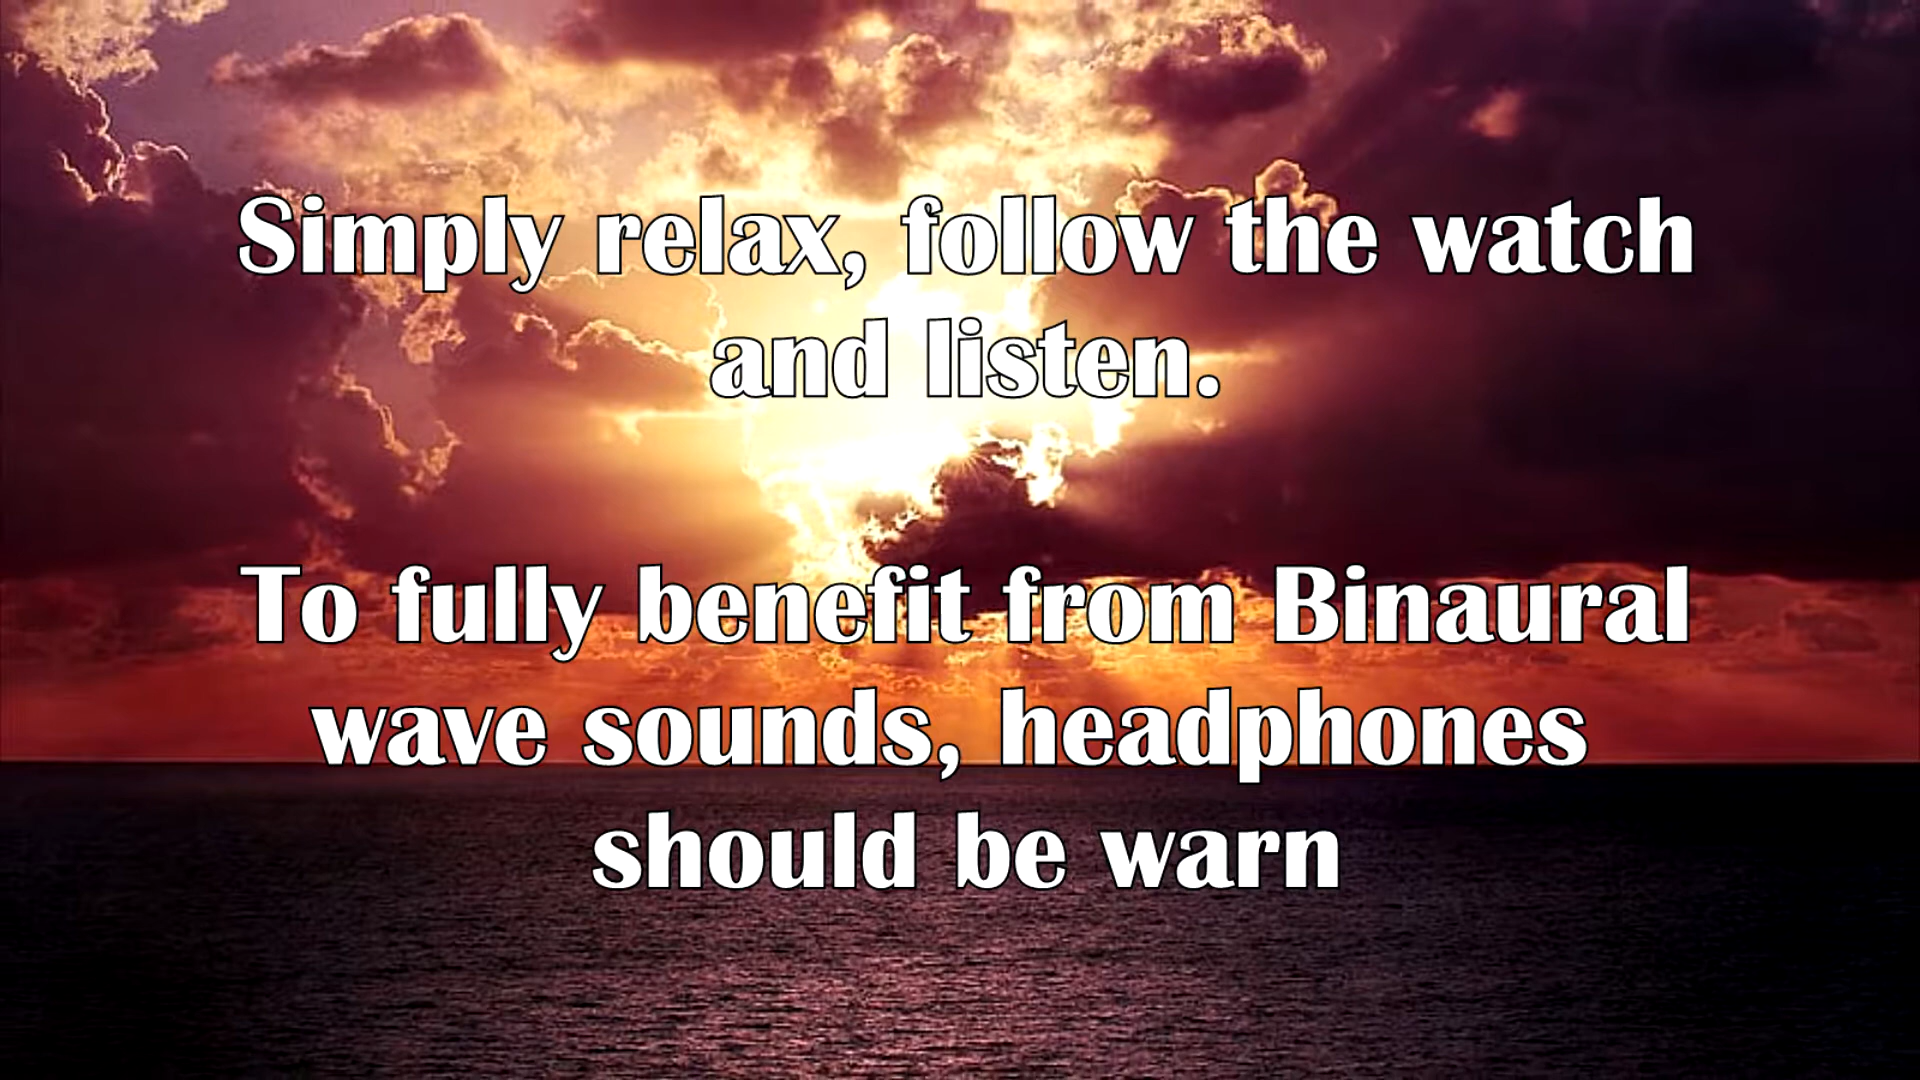 Simply relax, follow the watch
and listen.
To fully benefit from Binaural
wave sounds, headphones
should be warn